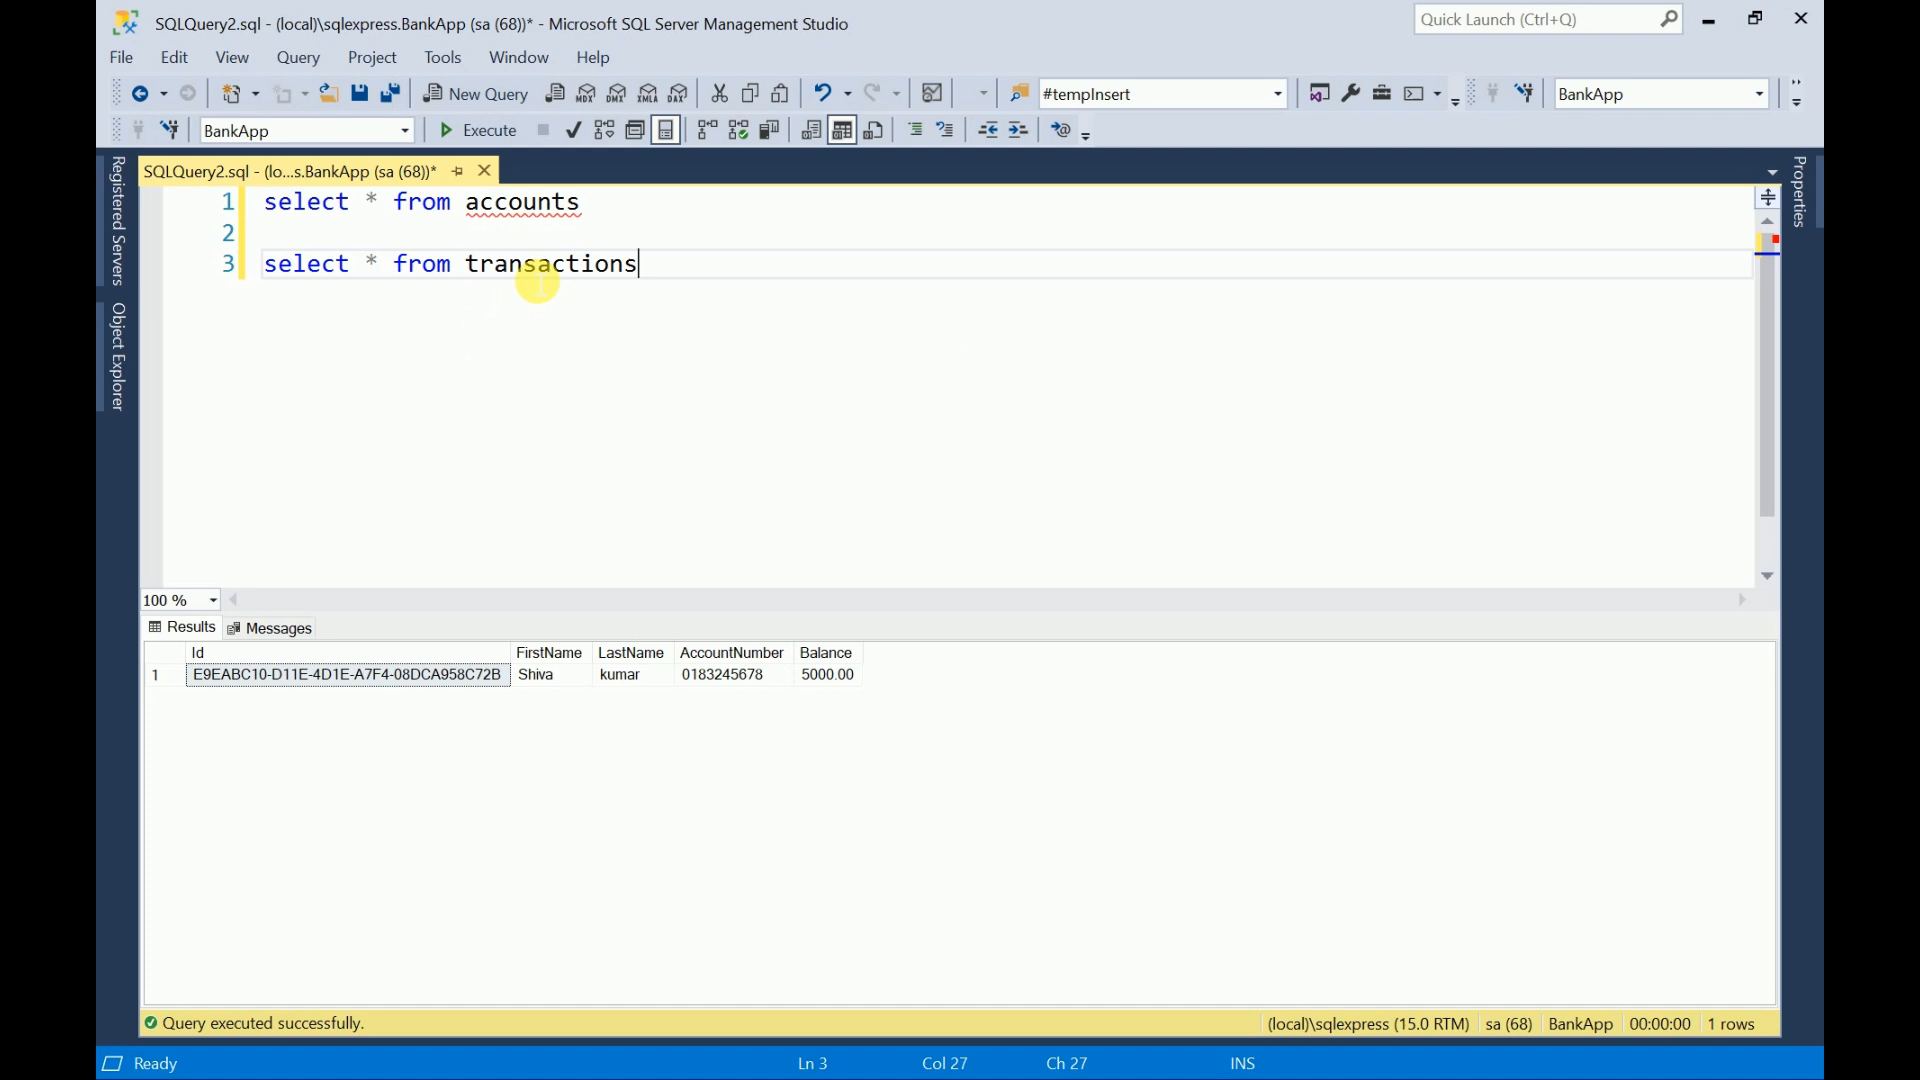 SQLQuery2.sql - (local)\sqlexpress.BankApp (sa (68))* - Microsoft SQL Server Management Studio
Quick Launch (Ctrl+Q)
File Edit View Query Project Tools Window Help
New Query MDX DMX XMLA DAX #tempInsert BankApp
BankApp Execute
SQLQuery2.sql - (lo...s.BankApp (sa (68))*
Registered Servers
Object Explorer
Properties
1 select * from accounts
2
3 select * from transactions
100 %
Results Messages
Id FirstName LastName AccountNumber Balance
1 E9EABC10-D11E-4D1E-A7F4-08DCA958C72B Shiva kumar 0183245678 5000.00
Query executed successfully. (local)\sqlexpress (15.0 RTM) sa (68) BankApp 00:00:00 1 rows
Ready Ln 3 Col 27 Ch 27 INS